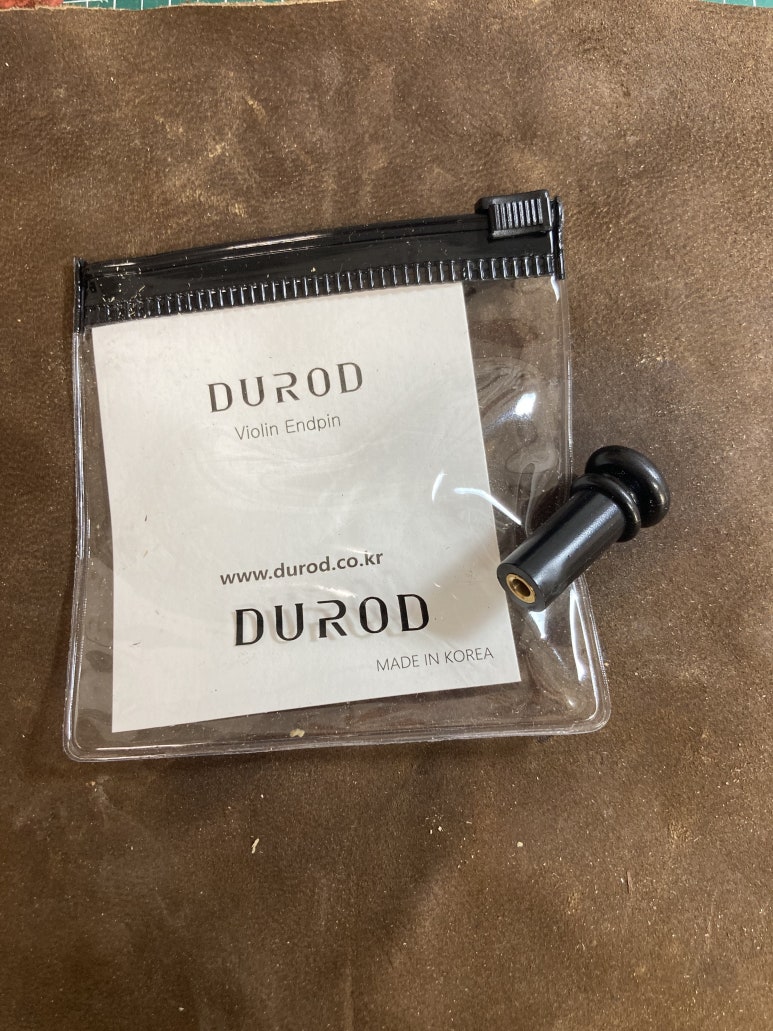 DUROD
Violin Endpin
www.durod.co.kr
DUROD
MADE IN KOREA